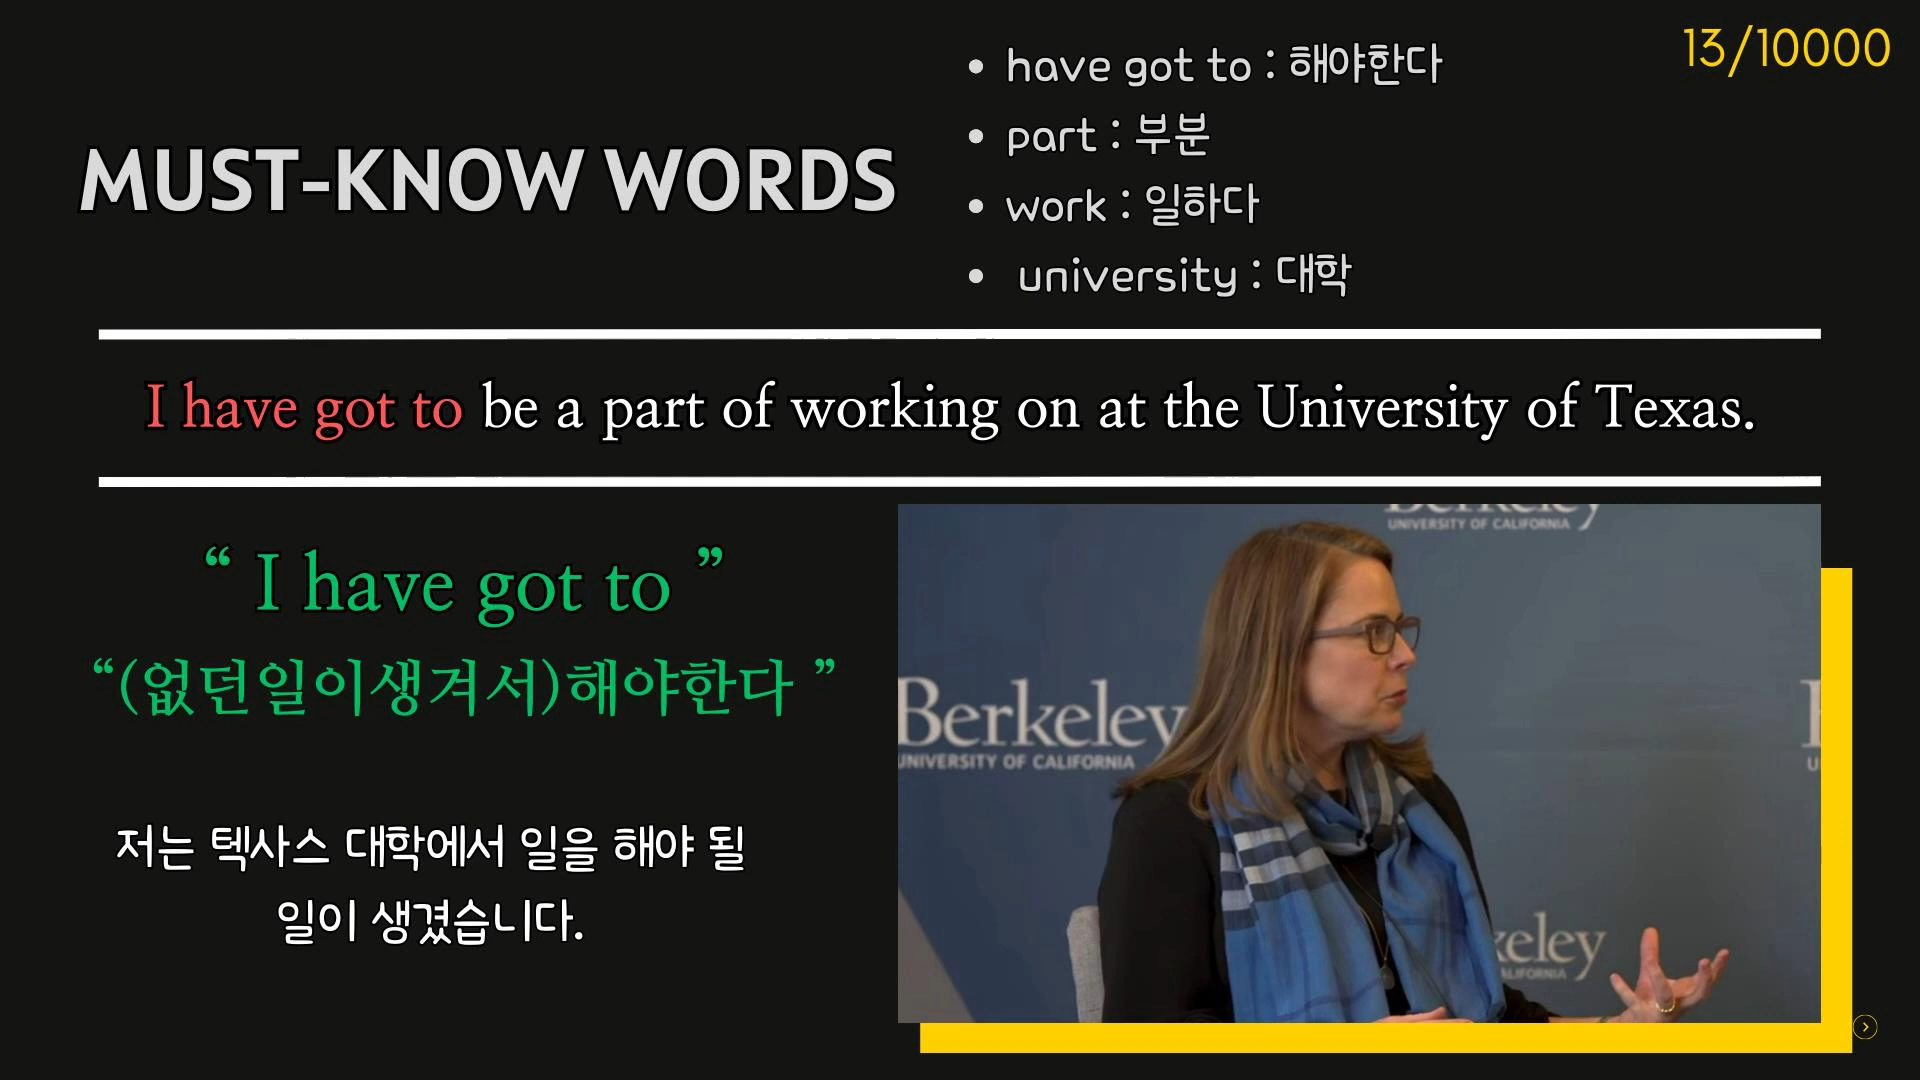 13/10000
MUST-KNOW WORDS
have got to : 해야한다
part : 부분
work : 일하다
university : 대학
I have got to be a part of working on at the University of Texas.
“ I have got to ”
“(없던일이생겨서)해야한다 ”
저는 텍사스 대학에서 일을 해야 될
일이 생겼습니다.
Berkeley
UNIVERSITY OF CALIFORNIA
Berkeley
UNIVERSITY OF CALIFORNIA
keley
ALIFORNIA